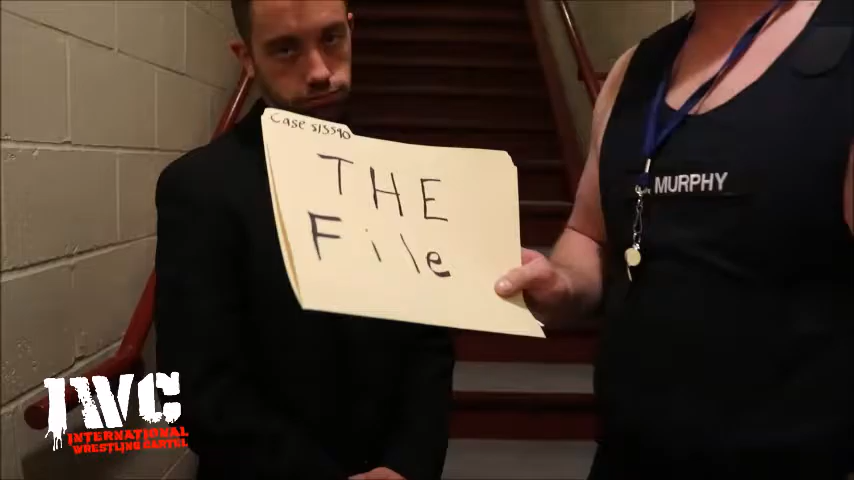 Case 515590
THE
File
MURPHY
IWC
INTERNATIONAL
WRESTLING CARTEL